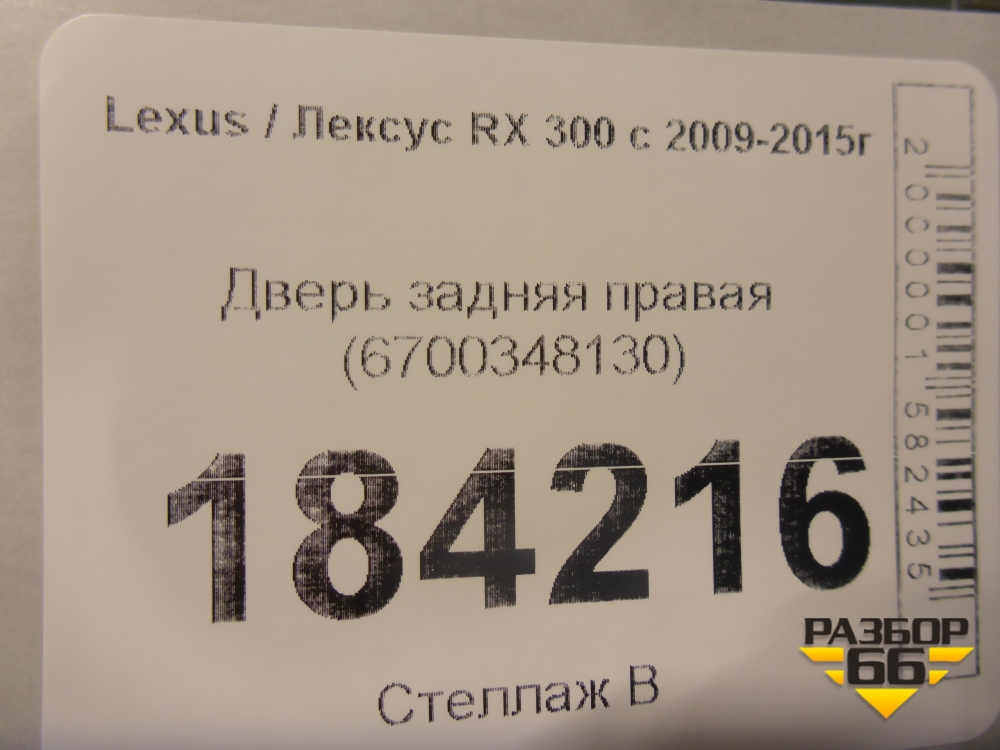 Lexus / Лексус RX 300 с 2009-2015г
Дверь задняя правая
(6700348130)
184216
Стеллаж В
2000001582435
РАЗБОР
66